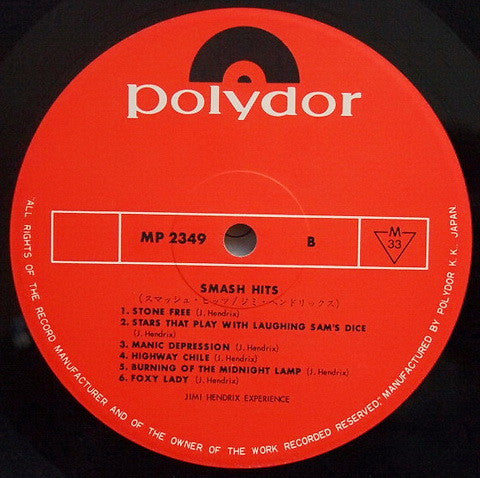 polydor
MP 2349 B M 33
SMASH HITS
(スマッシュ・ヒッツ/ジミ・ヘンドリックス)
1. STONE FREE (J. Hendrix)
2. STARS THAT PLAY WITH LAUGHING SAM'S DICE
(J. Hendrix)
3. MANIC DEPRESSION (J. Hendrix)
4. HIGHWAY CHILE (J. Hendrix)
5. BURNING OF THE MIDNIGHT LAMP (J. Hendrix)
6. FOXY LADY (J. Hendrix)
JIMI HENDRIX EXPERIENCE
"ALL RIGHTS OF THE RECORD MANUFACTURER AND OF THE OWNER OF THE WORK RECORDED RESERVED," MANUFACTURED BY POLYDOR K. K. JAPAN